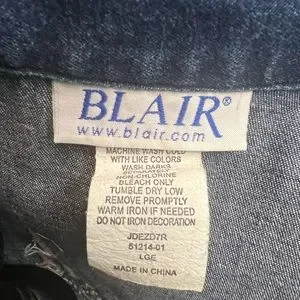 BLAIR®
www.blair.com
MACHINE WASH COLD
WITH LIKE COLORS
WASH DARKS
SEPARATELY
NON-CHLORINE
BLEACH ONLY
TUMBLE DRY LOW
REMOVE PROMPTLY
WARM IRON IF NEEDED
DO NOT IRON DECORATION
JDEZD7R
51214-01
LGE
MADE IN CHINA